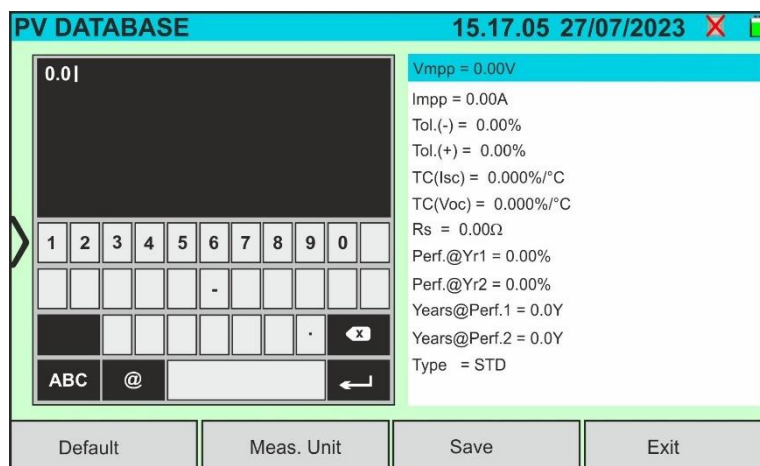 PV DATABASE 15.17.05 27/07/2023
0.0
1 2 3 4 5 6 7 8 9 0
-
.
x
ABC @
Vmpp = 0.00V
Impp = 0.00A
Tol.(-) = 0.00%
Tol.(+) = 0.00%
TC(Isc) = 0.000%/°C
TC(Voc) = 0.000%/°C
Rs = 0.00Ω
Perf.@Yr1 = 0.00%
Perf.@Yr2 = 0.00%
Years@Perf.1 = 0.0Y
Years@Perf.2 = 0.0Y
Type = STD
Default Meas. Unit Save Exit